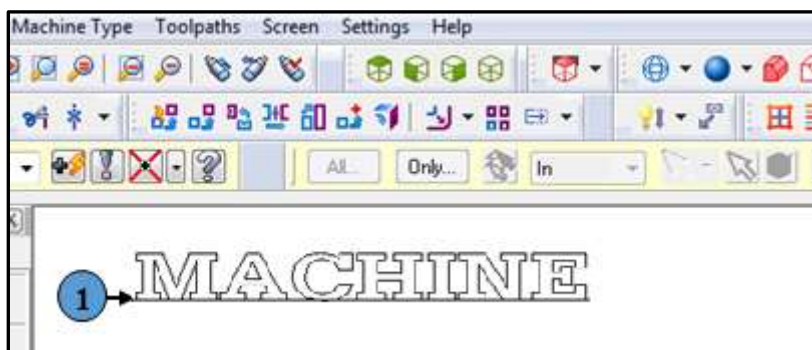 Machine Type Toolpaths Screen Settings Help
All... Only... In
MACHINE
1